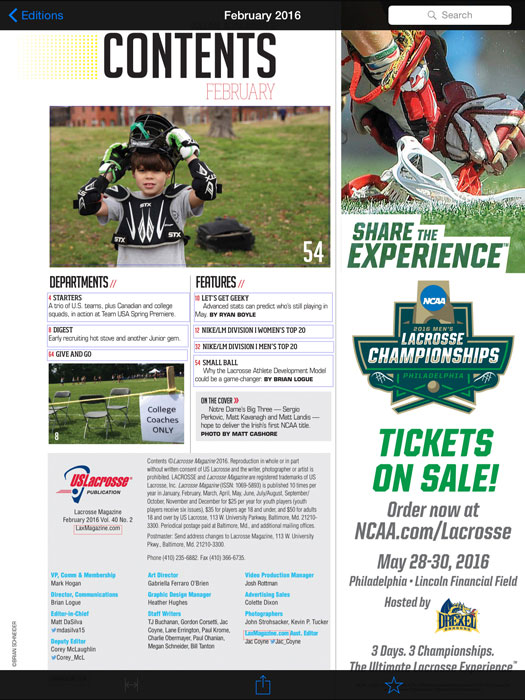 Editions
February 2016
Search
CONTENTS
FEBRUARY
STX
STX
54
DEPARTMENTS //
4 STARTERS
A trio of U.S. teams, plus Canadian and college
squads, in action at Team USA Spring Premiere.
8 DIGEST
Early recruiting hot stove and another Junior gem.
64 GIVE AND GO
College
Coaches
ONLY
8
FEATURES //
10 LET'S GET GEEKY
Advanced stats can predict who's still playing in
May. BY RYAN BOYLE
12 NIKE/LM DIVISION I WOMEN'S TOP 20
32 NIKE/LM DIVISION I MEN'S TOP 20
54 SMALL BALL
Why the Lacrosse Athlete Development Model
could be a game-changer. BY BRIAN LOGUE
ON THE COVER »
Notre Dame's Big Three — Sergio
Perkovic, Matt Kavanagh and Matt Landis —
hope to deliver the Irish's first NCAA title.
PHOTO BY MATT CASHORE
US Lacrosse
PUBLICATION
Lacrosse Magazine
February 2016 Vol. 40 No. 2
LaxMagazine.com
Contents © Lacrosse Magazine 2016. Reproduction in whole or in part
without written consent of US Lacrosse and the writer, photographer or artist is
prohibited. LACROSSE and Lacrosse Magazine are registered trademarks of US
Lacrosse, Inc. Lacrosse Magazine (ISSN: 1069-5893) is published 10 times per
year in January, February, March, April, May, June, July/August, September/
October, November and December for $25 per year for youth players (youth
players receive six issues), $35 for players age 18 and under, and $50 for adults
18 and over by US Lacrosse, 113 W. University Parkway, Baltimore, Md. 21210-
3300. Periodical postage paid at Baltimore, Md., and additional mailing offices.
Postmaster: Send address changes to Lacrosse Magazine, 113 W. University
Pkwy., Baltimore, Md. 21210-3300.
Phone (410) 235-6882. Fax (410) 366-6735.
VP, Comms & Membership
Mark Hogan
Director, Communications
Brian Logue
Editor-in-Chief
Matt DaSilva
mdasilva15
Deputy Editor
Corey McLaughlin
Corey_McL
Art Director
Gabriella Ferraro O'Brien
Graphic Design Manager
Heather Hughes
Staff Writers
TJ Buchanan, Gordon Corsetti, Jac
Coyne, Lane Errington, Paul Krome,
Charlie Obermayer, Paul Ohanian,
Megan Schneider, Bill Tanton
Video Production Manager
Josh Rottman
Advertising Sales
Colette Dixon
Photographers
John Strohsacker, Kevin P. Tucker
LaxMagazine.com Asst. Editor
Jac Coyne Jac_Coyne
©BRIAN SCHNEIDER
SHARE THE
EXPERIENCE™
NCAA
2016 MEN'S
LACROSSE
CHAMPIONSHIPS
PHILADELPHIA
TICKETS
ON SALE!
Order now at
NCAA.com/Lacrosse
May 28-30, 2016
Philadelphia • Lincoln Financial Field
Hosted by
DREXEL
3 Days. 3 Championships.
The Ultimate Lacrosse Experience™